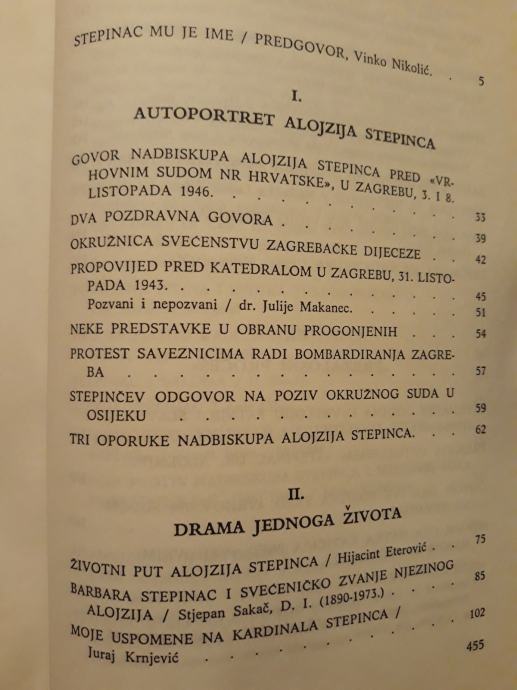 STEPINAC MU JE IME / PREDGOVOR, Vinko Nikolić. . 5
I.
AUTOPORTRET ALOJZIJA STEPINCA
GOVOR NADBISKUPA ALOJZIJA STEPINCA PRED «VR-
HOVNIM SUDOM NR HRVATSKE», U ZAGREBU, 3. I 8.
LISTOPADA 1946. . . . . . . . . . 33
DVA POZDRAVNA GOVORA . . . . . . . 39
OKRUŽNICA SVEĆENSTVU ZAGREBAČKE DIJECEZE . . 42
PROPOVIJED PRED KATEDRALOM U ZAGREBU, 31. LISTO-
PADA 1943. . . . . . . . . . . . 45
Pozvani i nepozvani / dr. Julije Makanec. . . . . 51
NEKE PREDSTAVKE U OBRANU PROGONJENIH . . . 54
PROTEST SAVEZNICIMA RADI BOMBARDIRANJA ZAGRE-
BA . . . . . . . . . . . . . 57
STEPINČEV ODGOVOR NA POZIV OKRUŽNOG SUDA U
OSIJEKU . . . . . . . . . . . 59
TRI OPORUKE NADBISKUPA ALOJZIJA STEPINCA. . . 62
II.
DRAMA JEDNOGA ŽIVOTA
ŽIVOTNI PUT ALOJZIJA STEPINCA / Hijacint Eterović . . 75
BARBARA STEPINAC I SVEĆENIČKO ZVANJE NJEZINOG
ALOJZIJA / Stjepan Sakač, D. I. (1890-1973.) . . . 85
MOJE USPOMENE NA KARDINALA STEPINCA / 102
Juraj Krnjević . . . . . . . . . . 455